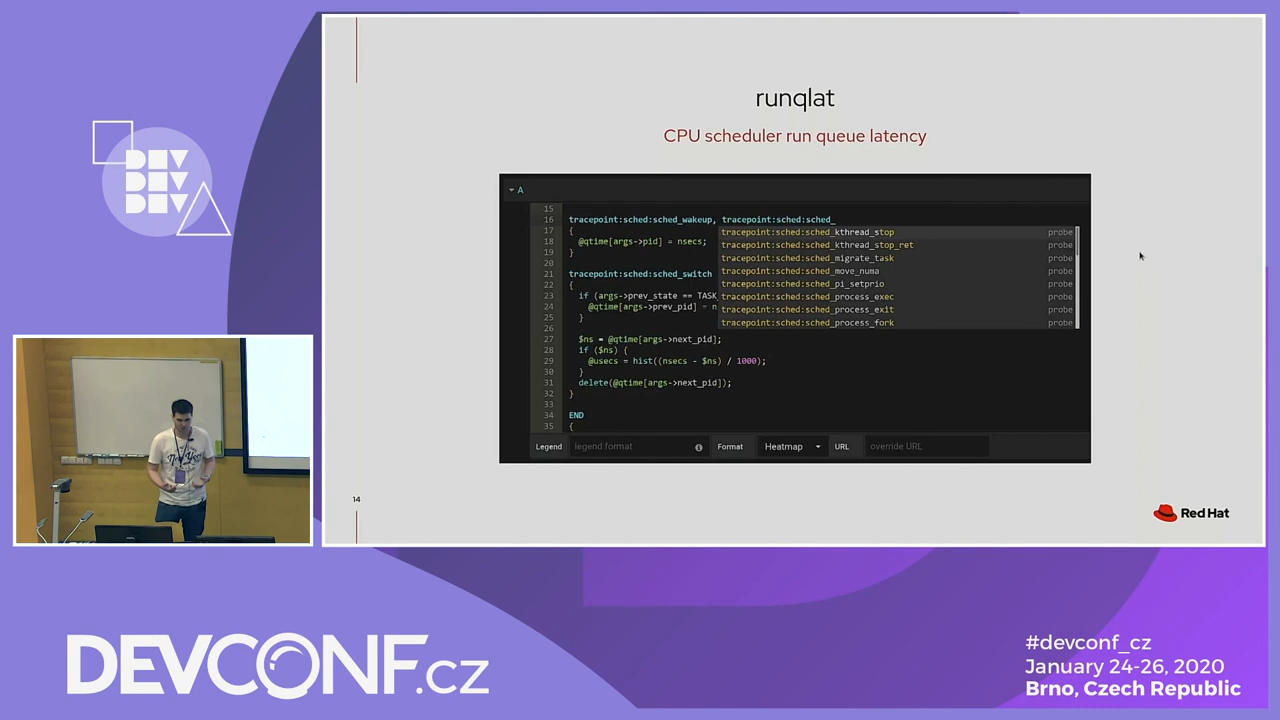 DEV
DEV
DEV
runqlat
CPU scheduler run queue latency
A
15
16 tracepoint:sched:sched_wakeup, tracepoint:sched:sched_
17 {
18 @qtime[args->pid] = nsecs;
19 }
20
21 tracepoint:sched:sched_switch
22 {
23 if (args->prev_state == TASK_
24 @qtime[args->prev_pid] = n
25 }
26
27 $ns = @qtime[args->next_pid];
28 if ($ns) {
29 @usecs = hist((nsecs - $ns) / 1000);
30 }
31 delete(@qtime[args->next_pid]);
32 }
33
34 END
35 {
tracepoint:sched:sched_kthread_stop probe
tracepoint:sched:sched_kthread_stop_ret probe
tracepoint:sched:sched_migrate_task probe
tracepoint:sched:sched_move_numa probe
tracepoint:sched:sched_pi_setprio probe
tracepoint:sched:sched_process_exec probe
tracepoint:sched:sched_process_exit probe
tracepoint:sched:sched_process_fork probe
Legend legend format Format Heatmap URL override URL
14
Red Hat
DEVCONF.cz
#devconf_cz
January 24-26, 2020
Brno, Czech Republic